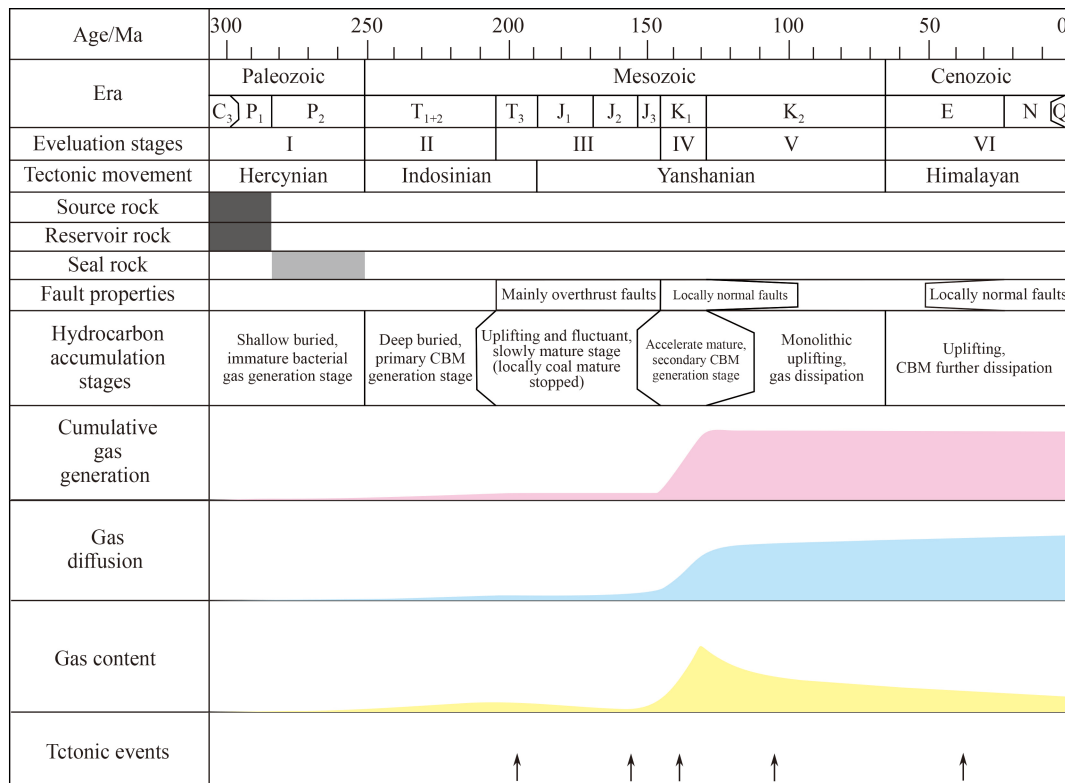 Age/Ma 300 250 200 150 100 50 0
Era
Paleozoic Mesozoic Cenozoic
C3 P1 P2 T1+2 T3 J1 J2 J3 K1 K2 E N Q
Eveluation stages I II III IV V VI
Tectonic movement Hercynian Indosinian Yanshanian Himalayan
Source rock
Reservoir rock
Seal rock
Fault properties Mainly overthrust faults Locally normal faults Locally normal faults
Hydrocarbon
accumulation
stages
Shallow buried,
immature bacterial
gas generation stage
Deep buried,
primary CBM
generation stage
Uplifting and fluctuant,
slowly mature stage
(locally coal mature
stopped)
Accelerate mature,
secondary CBM
generation stage
Monolithic
uplifting,
gas dissipation
Uplifting,
CBM further dissipation
Cumulative
gas
generation
Gas
diffusion
Gas content
Tctonic events